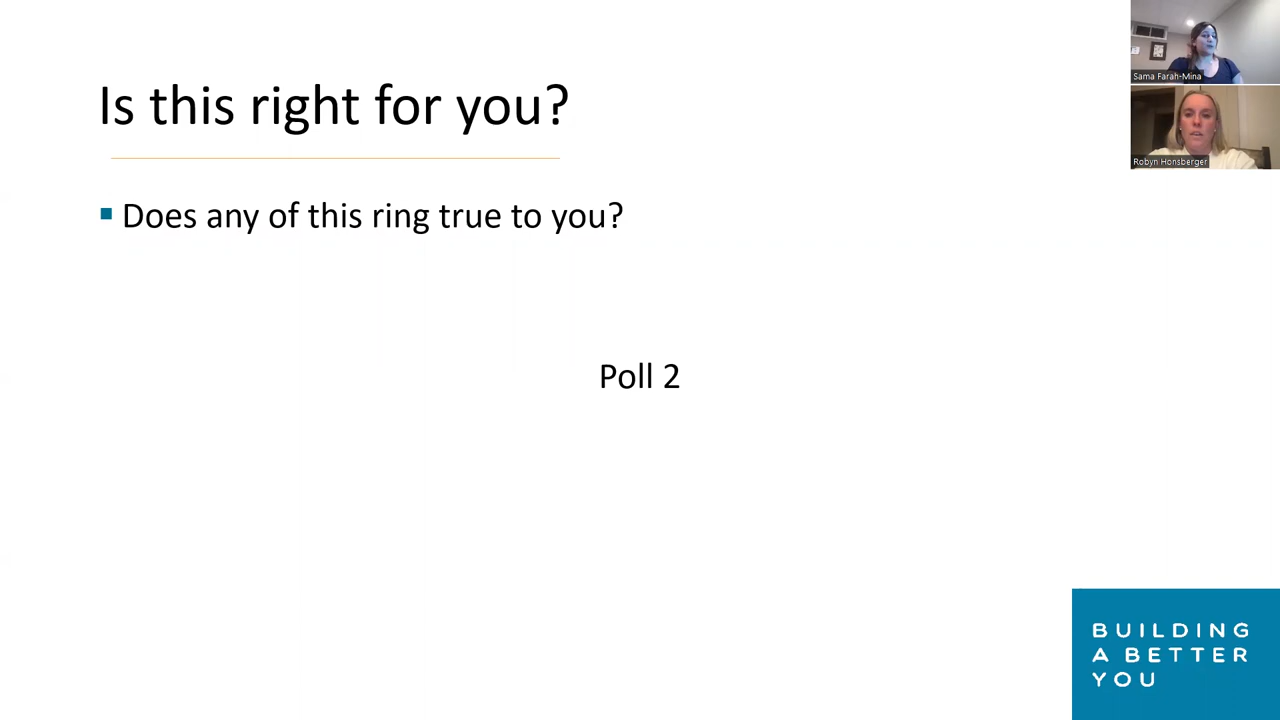 Is this right for you?
Sama Farah-Mina
Robyn Honsberger
Does any of this ring true to you?
Poll 2
BUILDING
A BETTER
YOU